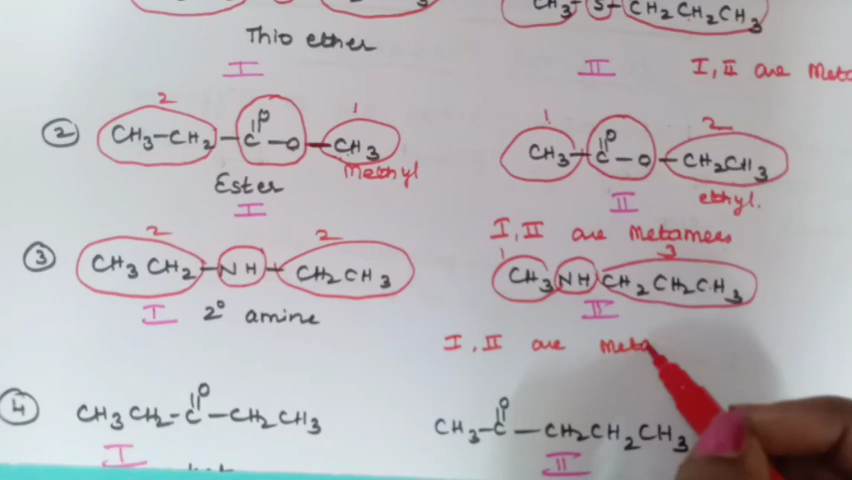 CH3-S-CH2CH2CH3
Thio ether
I
II
I, II are Meta
2 1
② CH3-CH2-C-O-CH3
O
Methyl
Ester
I
1 2
CH3-C-O-CH2CH3
O
II
ethyl.
I, II are Metamers
2 2
③ CH3CH2-NH-CH2CH3
I 2° amine
1 3
CH3NHCH2CH2CH3
II
I, II are Meta
O
④ CH3CH2-C-CH2CH3
I
O
CH3-C-CH2CH2CH3
II